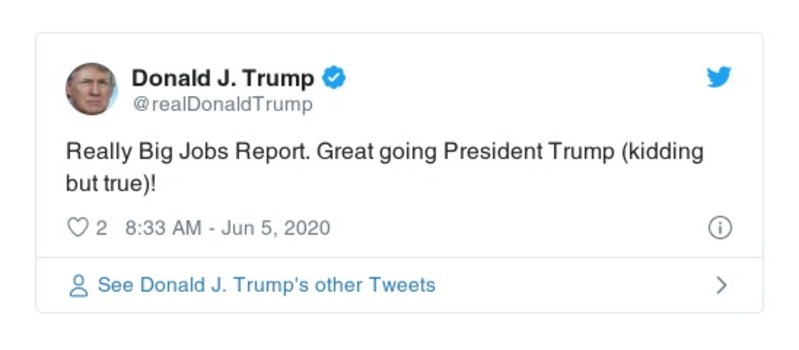 Donald J. Trump
@realDonaldTrump
Really Big Jobs Report. Great going President Trump (kidding
but true)!
2 8:33 AM - Jun 5, 2020
See Donald J. Trump's other Tweets